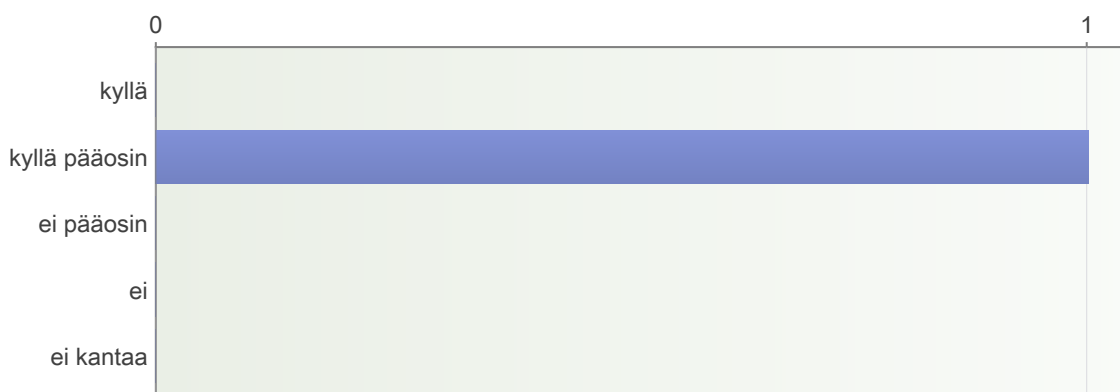 0 1
kyllä
kyllä pääosin
ei pääosin
ei
ei kantaa